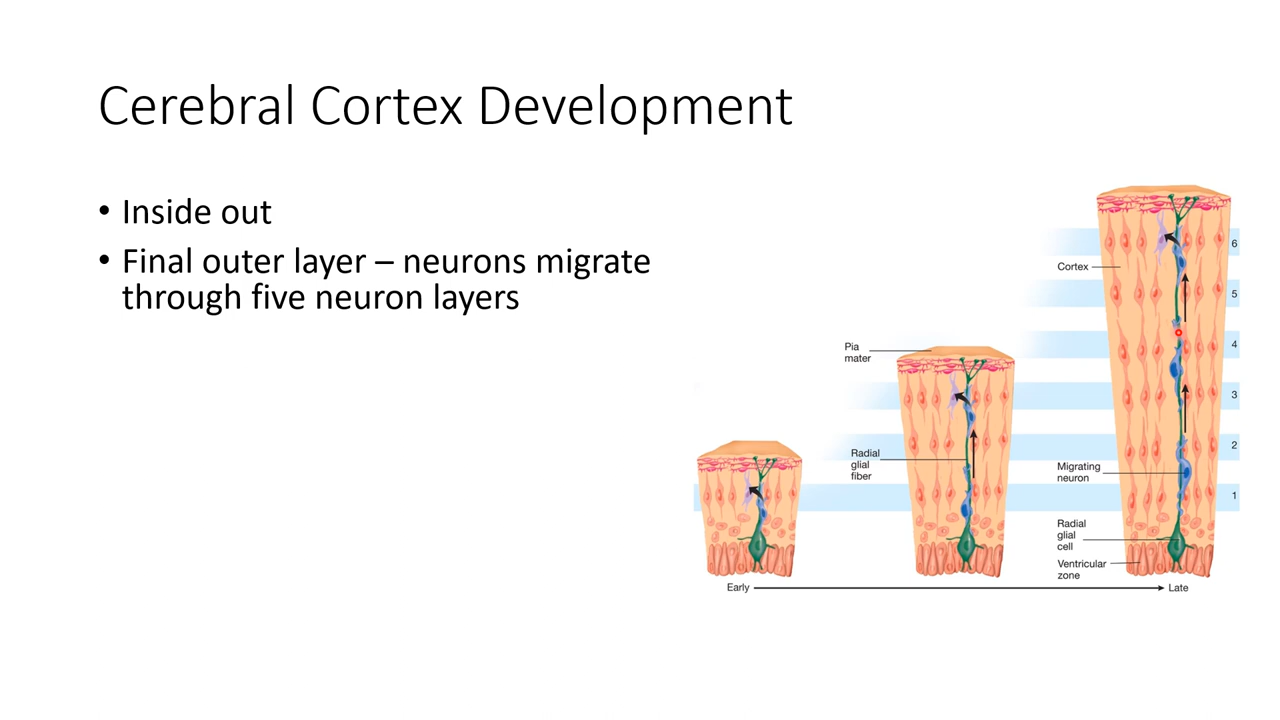 Cerebral Cortex Development
• Inside out
• Final outer layer – neurons migrate
through five neuron layers
Pia
mater
Radial
glial
fiber
Cortex
Migrating
neuron
Radial
glial
cell
Ventricular
zone
6
5
4
3
2
1
Early
Late